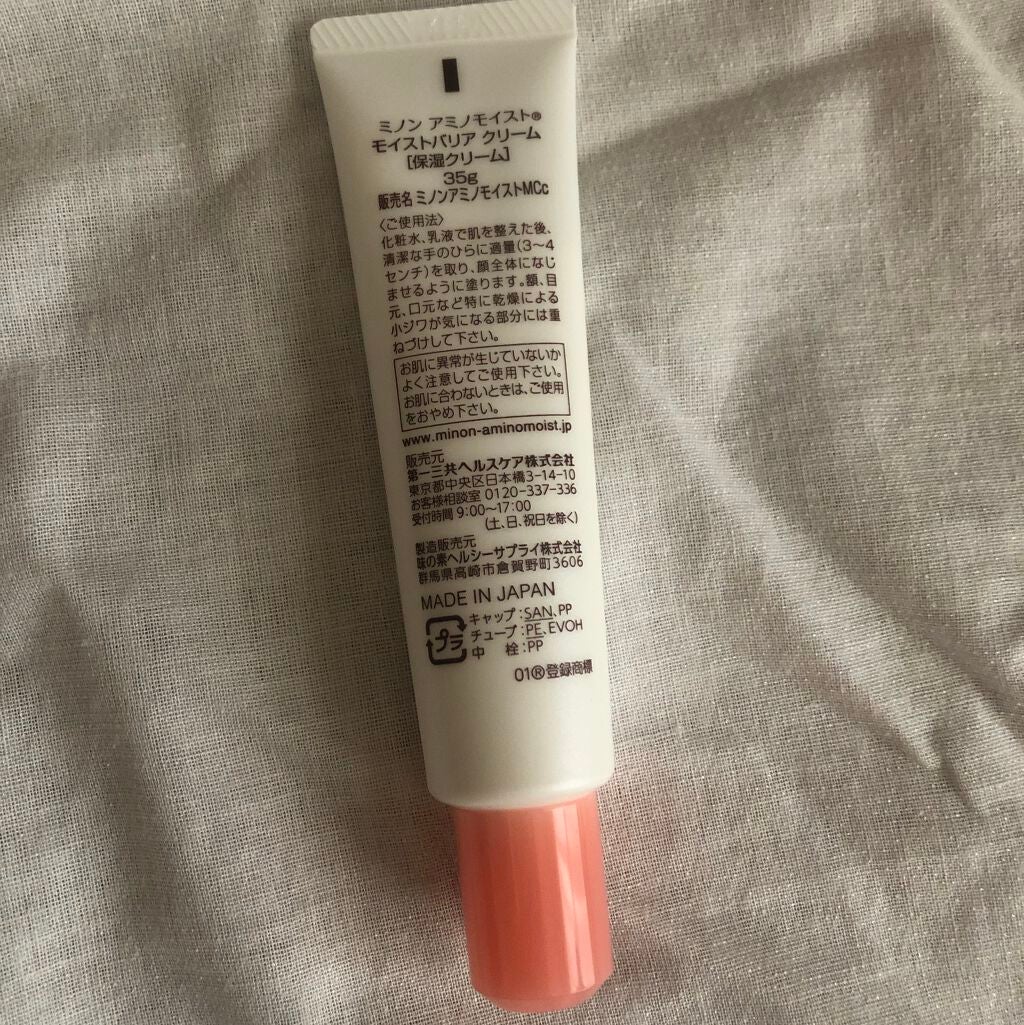 ミノン アミノモイスト®
モイストバリア クリーム
[保湿クリーム]
35g
販売名 ミノンアミノモイストMCc
〈ご使用法〉
化粧水、乳液で肌を整えた後、
清潔な手のひらに適量(3〜4
センチ)を取り、顔全体になじ
ませるように塗ります。額、目
元、口元など特に乾燥による
小ジワが気になる部分には重
ねづけして下さい。
お肌に異常が生じていないか
よく注意してご使用下さい。
お肌に合わないときは、ご使用
をおやめ下さい。
www.minon-aminomoist.jp
販売元
第一三共ヘルスケア株式会社
東京都中央区日本橋3-14-10
お客様相談室 0120-337-336
受付時間 9:00〜17:00
(土、日、祝日を除く)
製造販売元
味の素ヘルシーサプライ株式会社
群馬県高崎市倉賀野町3606
MADE IN JAPAN
プラ
キャップ:SAN、PP
チューブ:PE、EVOH
中 栓:PP
01®登録商標